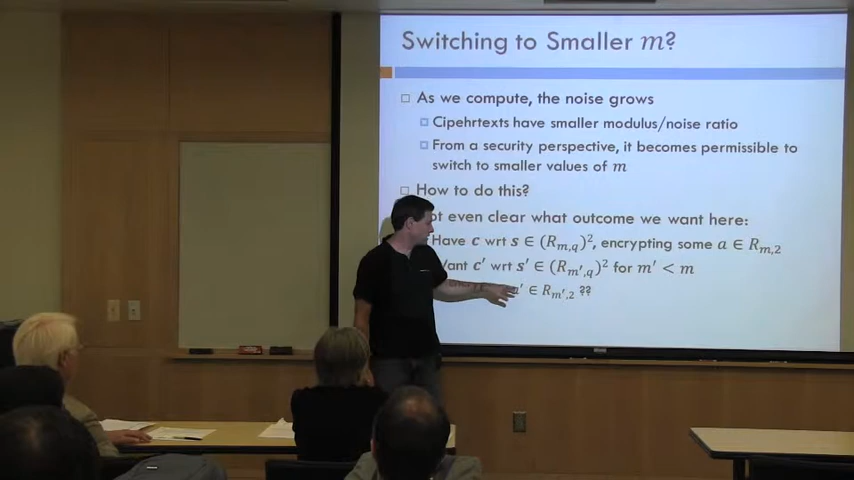 Switching to Smaller m?
As we compute, the noise grows
Cipehrtexts have smaller modulus/noise ratio
From a security perspective, it becomes permissible to
switch to smaller values of m
How to do this?
even clear what outcome we want here:
Have c wrt s ∈ (R_{m,q})², encrypting some a ∈ R_{m,2}
c′ wrt s′ ∈ (R_{m′,q})² for m′ < m
∈ R_{m′,2} ??